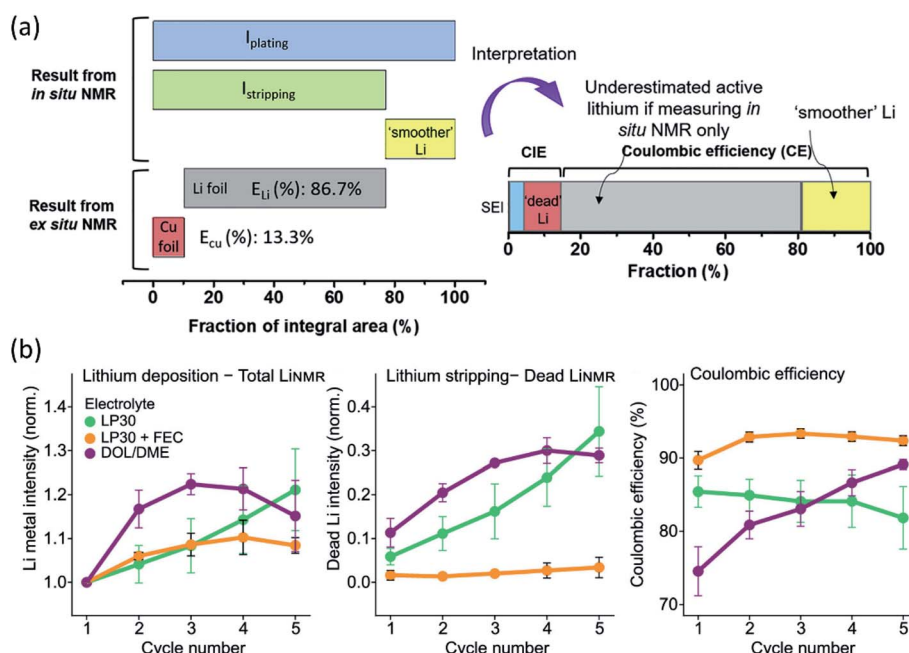 (a)
Result from
in situ NMR
Iplating
Istripping
'smoother'
Li
Result from
ex situ NMR
Li foil ELi (%): 86.7%
Cu
foil
Ecu (%): 13.3%
0 20 40 60 80 100
Fraction of integral area (%)
Interpretation
Underestimated active
lithium if measuring in
situ NMR only
'smoother' Li
CIE
Coulombic efficiency (CE)
SEI
'dead'
Li
0 20 40 60 80 100
Fraction (%)
(b)
Lithium deposition – Total LiNMR
Electrolyte
LP30
LP30 + FEC
DOL/DME
Li metal intensity (norm.)
1.4
1.3
1.2
1.1
1.0
1 2 3 4 5
Cycle number
Lithium stripping– Dead LiNMR
Dead Li intensity (norm.)
0.4
0.3
0.2
0.1
0.0
1 2 3 4 5
Cycle number
Coulombic efficiency
Coulombic efficiency (%)
100
90
80
70
1 2 3 4 5
Cycle number